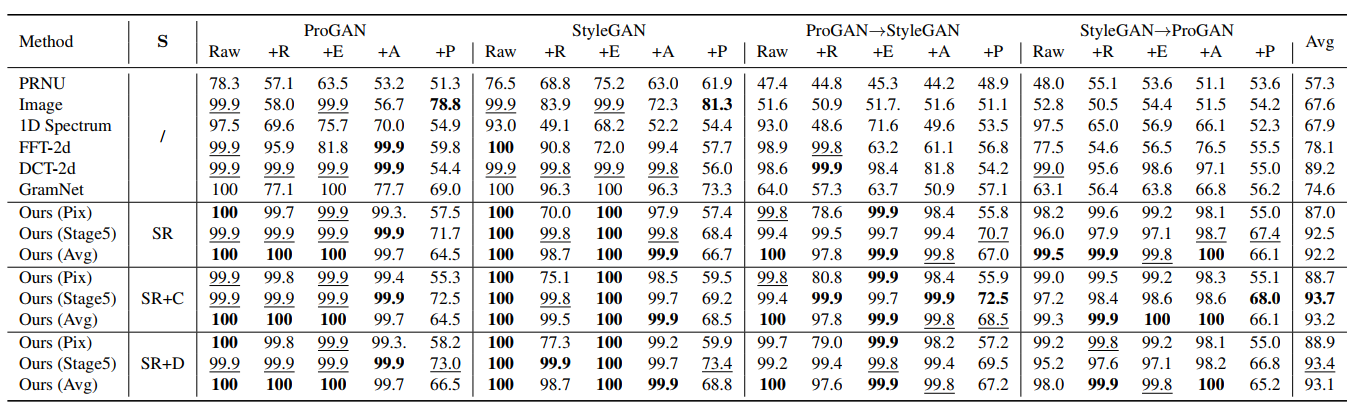 Method S ProGAN StyleGAN ProGAN→StyleGAN StyleGAN→ProGAN Avg
Raw +R +E +A +P Raw +R +E +A +P Raw +R +E +A +P Raw +R +E +A +P
PRNU 78.3 57.1 63.5 53.2 51.3 76.5 68.8 75.2 63.0 61.9 47.4 44.8 45.3 44.2 48.9 48.0 55.1 53.6 51.1 53.6 57.3
Image 99.9 58.0 99.9 56.7 78.8 99.9 83.9 99.9 72.3 81.3 51.6 50.9 51.7. 51.6 51.1 52.8 50.5 54.4 51.5 54.2 67.6
1D Spectrum / 97.5 69.6 75.7 70.0 54.9 93.0 49.1 68.2 52.2 54.4 93.0 48.6 71.6 49.6 53.5 97.5 65.0 56.9 66.1 52.3 67.9
FFT-2d 99.9 95.9 81.8 99.9 59.8 100 90.8 72.0 99.4 57.7 98.9 99.8 63.2 61.1 56.8 77.5 54.6 56.5 76.5 55.5 78.1
DCT-2d 99.9 99.9 99.9 99.9 54.4 99.9 99.8 99.9 99.8 56.0 98.6 99.9 98.4 81.8 54.2 99.0 95.6 98.6 97.1 55.0 89.2
GramNet 100 77.1 100 77.7 69.0 100 96.3 100 96.3 73.3 64.0 57.3 63.7 50.9 57.1 63.1 56.4 63.8 66.8 56.2 74.6
Ours (Pix) 100 99.7 99.9 99.3. 57.5 100 70.0 100 97.9 57.4 99.8 78.6 99.9 98.4 55.8 98.2 99.6 99.2 98.1 55.0 87.0
Ours (Stage5) SR 99.9 99.9 99.9 99.9 71.7 100 99.8 100 99.8 68.4 99.4 99.5 99.7 99.4 70.7 96.0 97.9 97.1 98.7 67.4 92.5
Ours (Avg) 100 100 100 99.7 64.5 100 98.7 100 99.9 66.7 100 97.8 99.9 99.8 67.0 99.5 99.9 99.8 100 66.1 92.2
Ours (Pix) 99.9 99.8 99.9 99.4 55.3 100 75.1 100 98.5 59.5 99.8 80.8 99.9 98.4 55.9 99.0 99.5 99.2 98.3 55.1 88.7
Ours (Stage5) SR+C 99.9 99.9 99.9 99.9 72.5 100 99.8 100 99.7 69.2 99.4 99.9 99.7 99.9 72.5 97.2 98.4 98.6 98.6 68.0 93.7
Ours (Avg) 100 100 100 99.7 64.5 100 99.5 100 99.9 68.5 100 97.8 99.9 99.8 68.5 99.3 99.9 100 100 66.1 93.2
Ours (Pix) 100 99.8 99.9 99.3. 58.2 100 77.3 100 99.2 59.9 99.7 79.4 99.9 98.2 57.2 99.2 99.8 99.2 98.1 55.0 88.9
Ours (Stage5) SR+D 99.9 99.9 99.9 99.9 73.0 100 99.9 100 99.7 73.4 99.2 99.4 99.8 99.4 69.5 95.2 97.6 97.1 98.2 66.8 93.4
Ours (Avg) 100 100 100 99.7 66.5 100 98.7 100 99.9 68.8 100 97.6 99.9 99.8 67.2 98.0 99.9 99.8 100 65.2 93.1